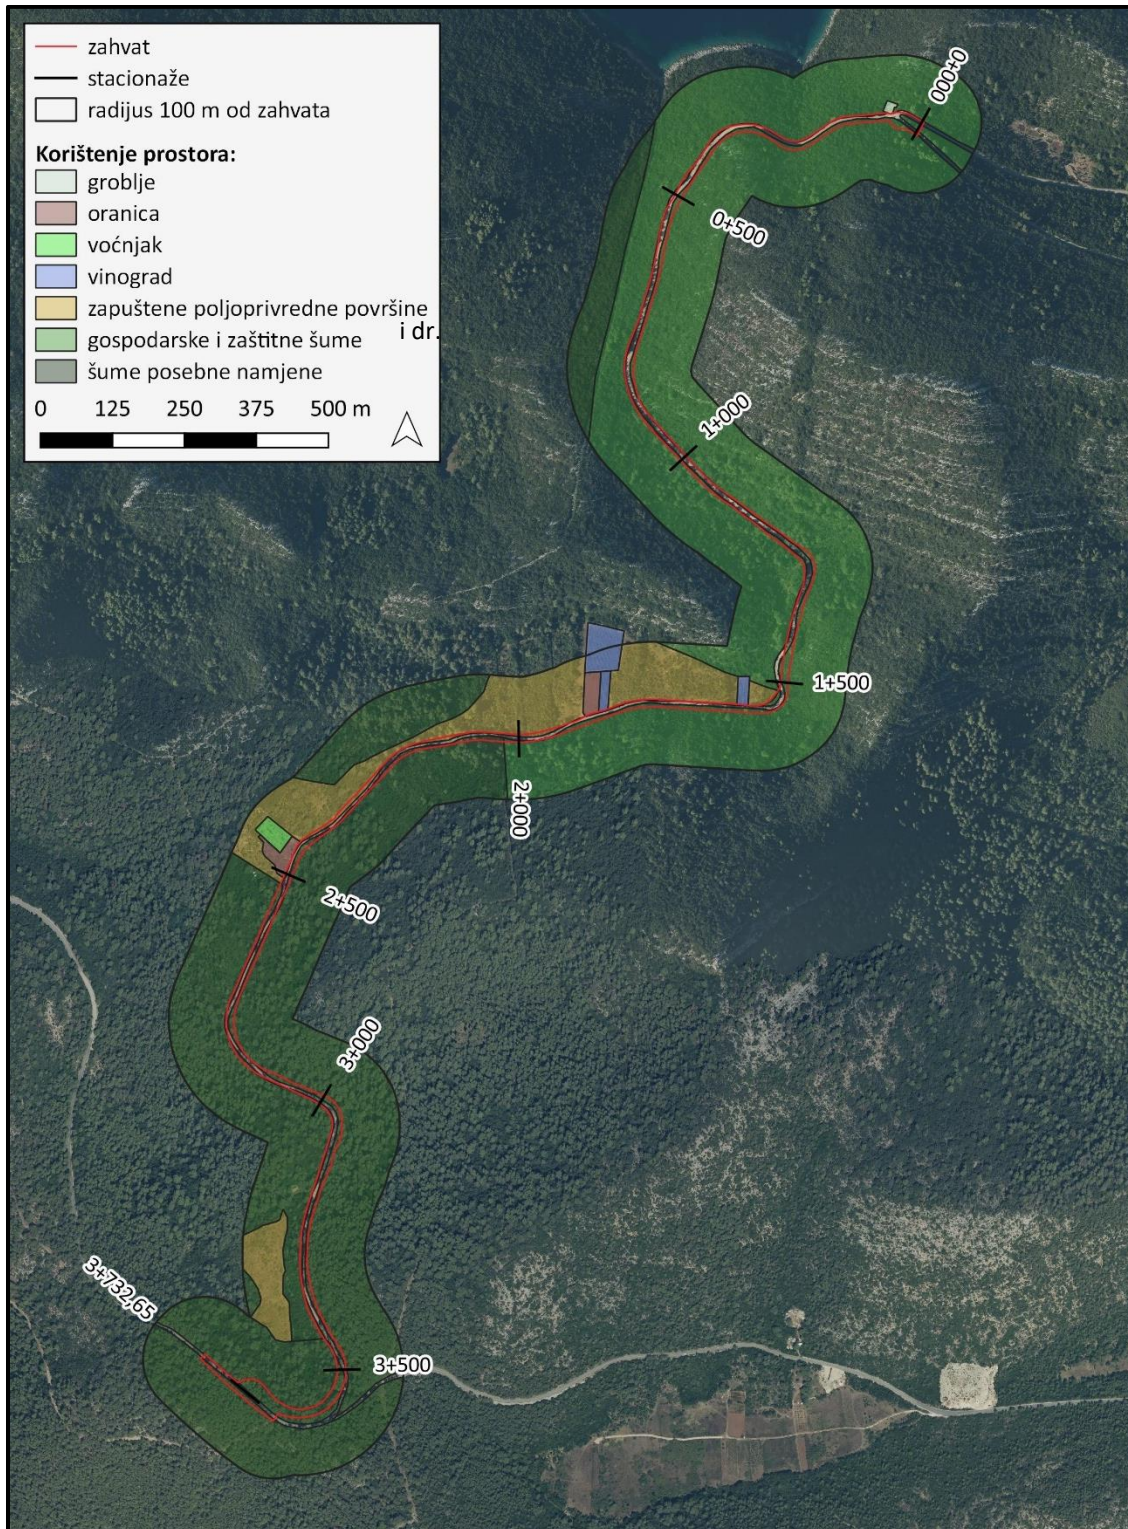 zahvat
stacionaže
radijus 100 m od zahvata
Korištenje prostora:
groblje
oranica
voćnjak
vinograd
zapuštene poljoprivredne površine
i dr.
gospodarske i zaštitne šume
šume posebne namjene
0 125 250 375 500 m
0+000
0+500
1+000
1+500
2+000
2+500
3+000
3+732,65
3+500